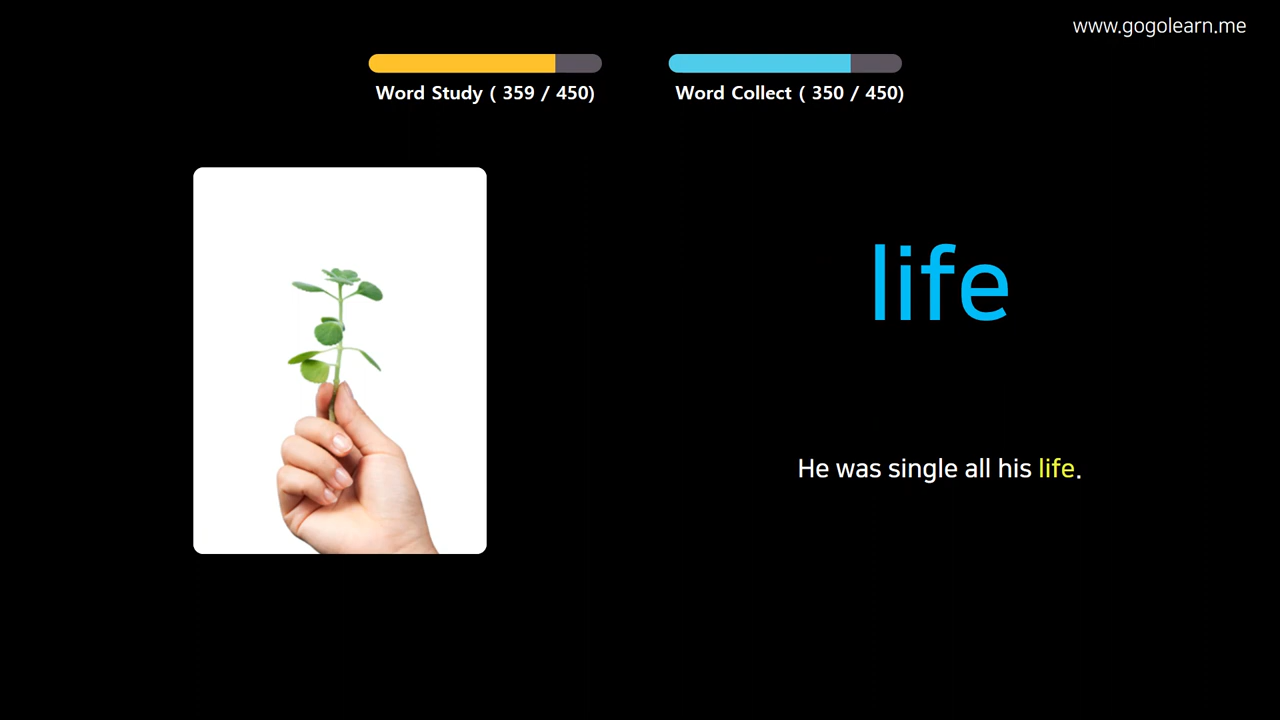 www.gogolearn.me
Word Study ( 359 / 450)
Word Collect ( 350 / 450)
life
He was single all his life.